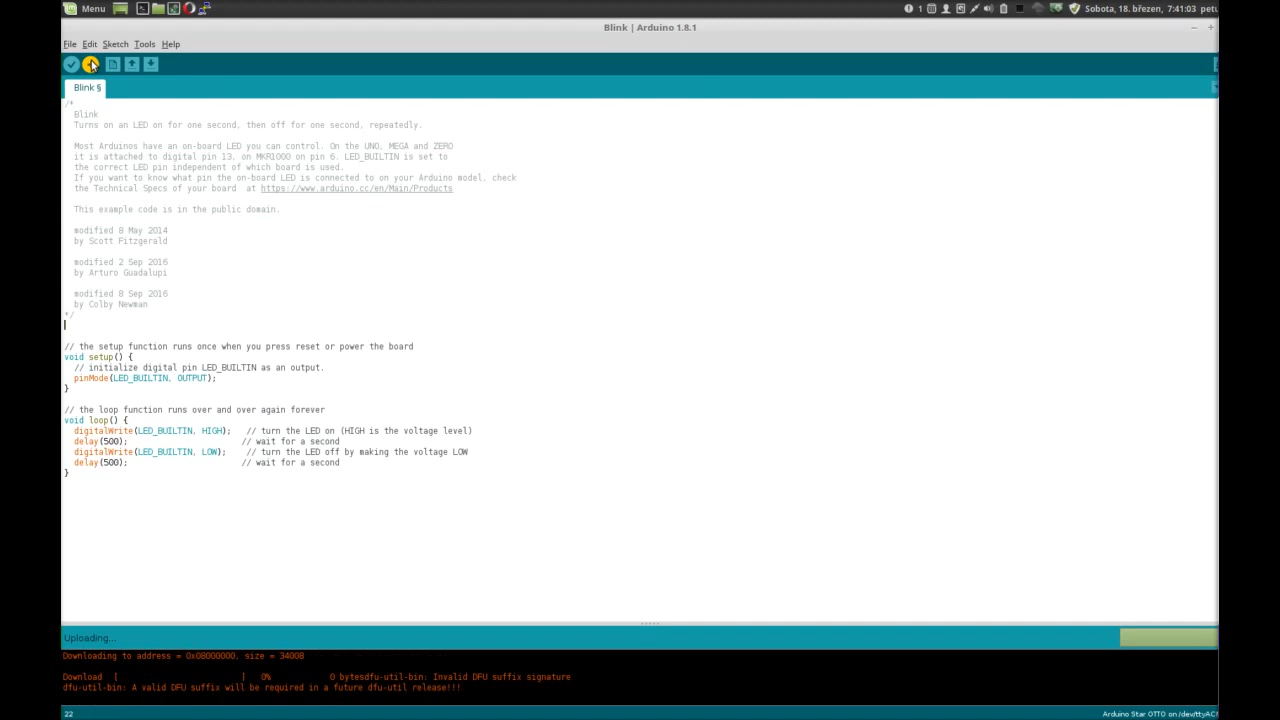 Menu
1
Sobota, 18. březen, 7:41:03 petu
Blink | Arduino 1.8.1
File Edit Sketch Tools Help
Blink §
/*
Blink
Turns on an LED on for one second, then off for one second, repeatedly.
Most Arduinos have an on-board LED you can control. On the UNO, MEGA and ZERO
it is attached to digital pin 13, on MKR1000 on pin 6. LED_BUILTIN is set to
the correct LED pin independent of which board is used.
If you want to know what pin the on-board LED is connected to on your Arduino model, check
the Technical Specs of your board  at https://www.arduino.cc/en/Main/Products
This example code is in the public domain.
modified 8 May 2014
by Scott Fitzgerald
modified 2 Sep 2016
by Arturo Guadalupi
modified 8 Sep 2016
by Colby Newman
*/
// the setup function runs once when you press reset or power the board
void setup() {
// initialize digital pin LED_BUILTIN as an output.
pinMode(LED_BUILTIN, OUTPUT);
}
// the loop function runs over and over again forever
void loop() {
digitalWrite(LED_BUILTIN, HIGH);   // turn the LED on (HIGH is the voltage level)
delay(500);                       // wait for a second
digitalWrite(LED_BUILTIN, LOW);    // turn the LED off by making the voltage LOW
delay(500);                       // wait for a second
}
Uploading...
Downloading to address = 0x08000000, size = 34008
Download  [                         ]   0%            0 bytesdfu-util-bin: Invalid DFU suffix signature
dfu-util-bin: A valid DFU suffix will be required in a future dfu-util release!!!
22
Arduino Star OTTO on /dev/ttyAC